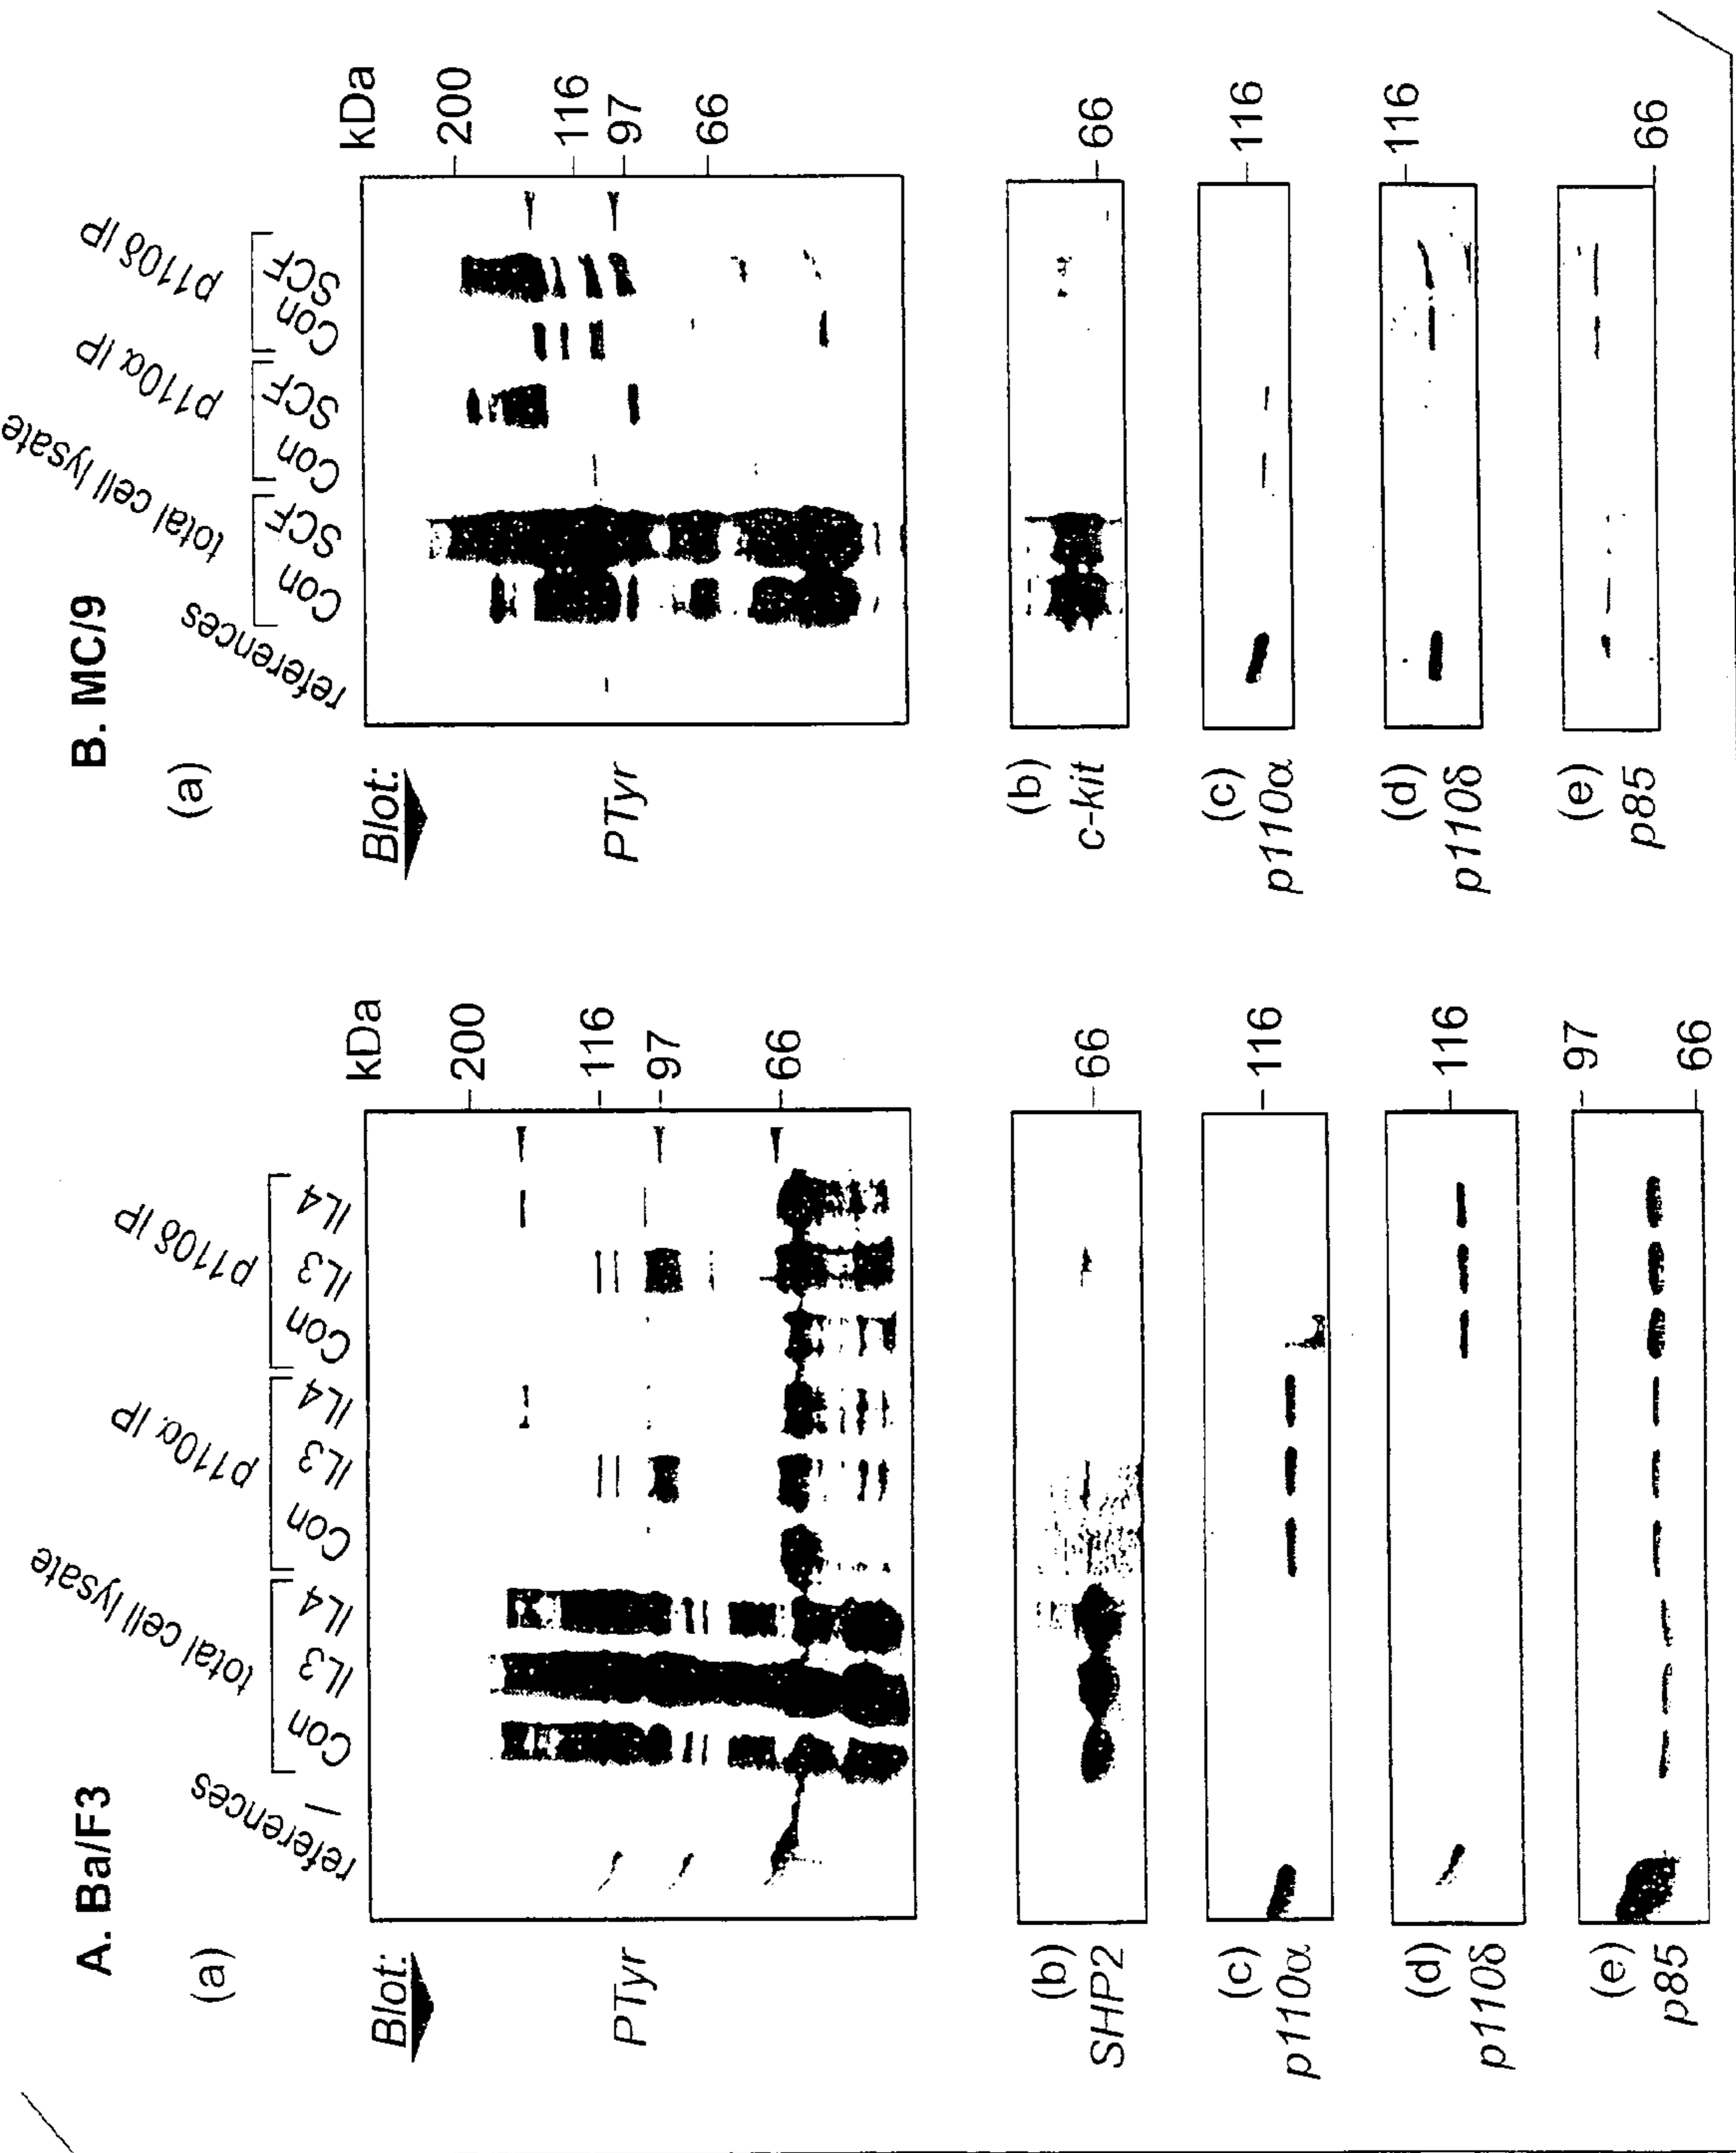 A. Ba/F3
(a)
Blot:
references
total cell lysate
p110α IP
p110δ IP
Con IL3 IL4 Con IL3 IL4 Con IL3 IL4
kDa
PTyr
200
116
97
66
(b)
SHP2
66
(c)
p110α
116
(d)
p110δ
116
(e)
p85
97
66
B. MC/9
(a)
Blot:
references
total cell lysate
p110α IP
p110δ IP
Con SCF Con SCF Con SCF
kDa
PTyr
200
116
97
66
(b)
c-kit
66
(c)
p110α
116
(d)
p110δ
116
(e)
p85
66